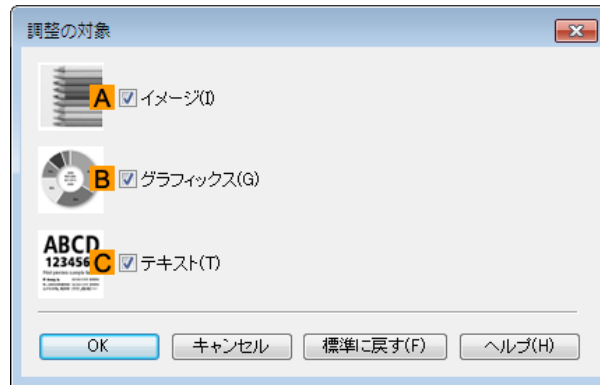 調整の対象
A イメージ(I)
B グラフィックス(G)
ABCD
123456
C テキスト(T)
OK キャンセル 標準に戻す(F) ヘルプ(H)